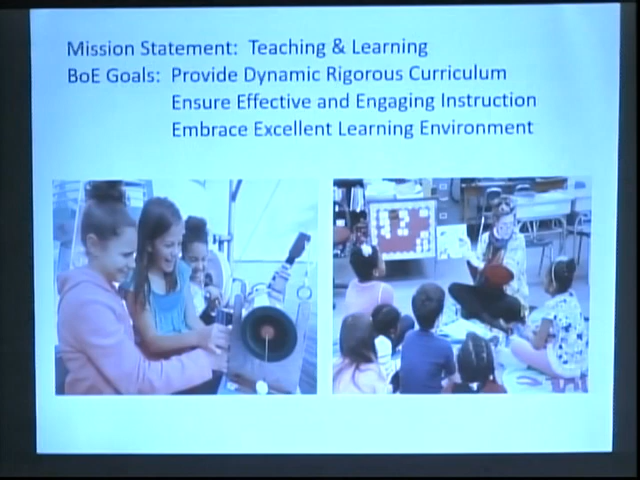 Mission Statement: Teaching & Learning
BoE Goals: Provide Dynamic Rigorous Curriculum
Ensure Effective and Engaging Instruction
Embrace Excellent Learning Environment